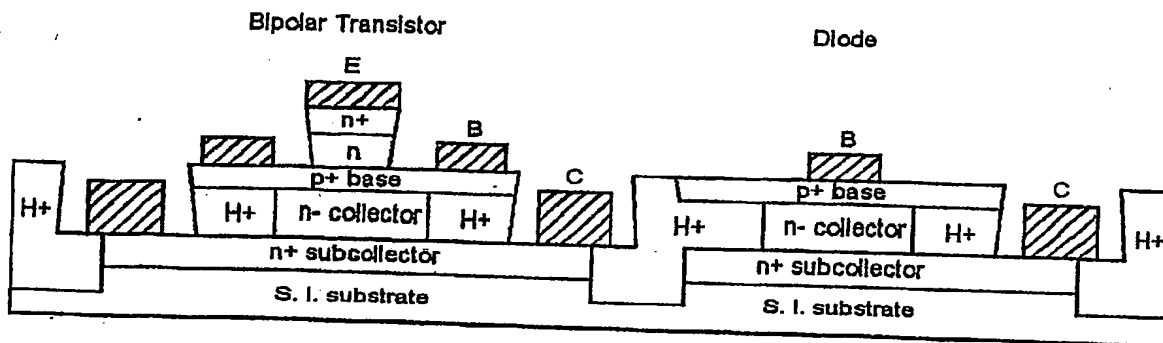 Bipolar Transistor
Diode
E
n+
B
n
p+ base
C
H+
H+
n- collector
H+
n+ subcollector
S. I. substrate
B
p+ base
C
H+
n- collector
H+
H+
n+ subcollector
S. I. substrate